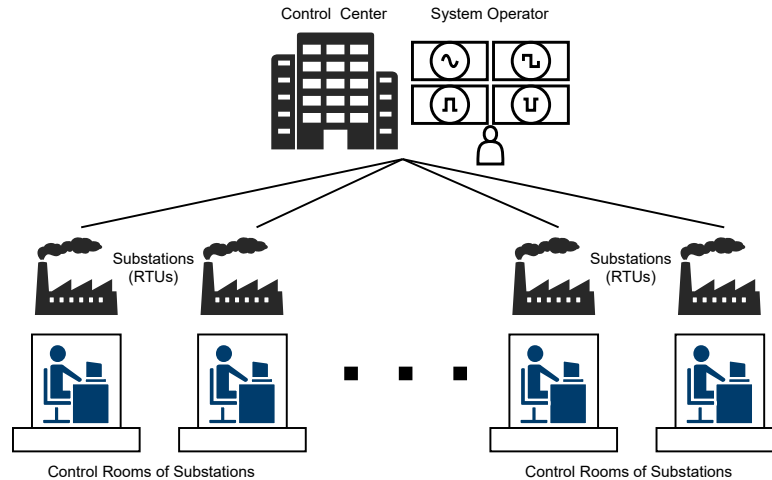 Control Center
System Operator
Substations
(RTUs)
Substations
(RTUs)
Control Rooms of Substations
Control Rooms of Substations